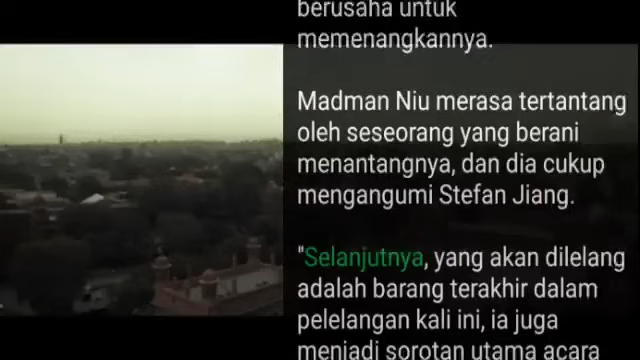 berusaha untuk
memenangkannya.
Madman Niu merasa tertantang
oleh seseorang yang berani
menantangnya, dan dia cukup
mengangumi Stefan Jiang.
"Selanjutnya, yang akan dilelang
adalah barang terakhir dalam
pelelangan kali ini, ia juga
menjadi sorotan utama acara